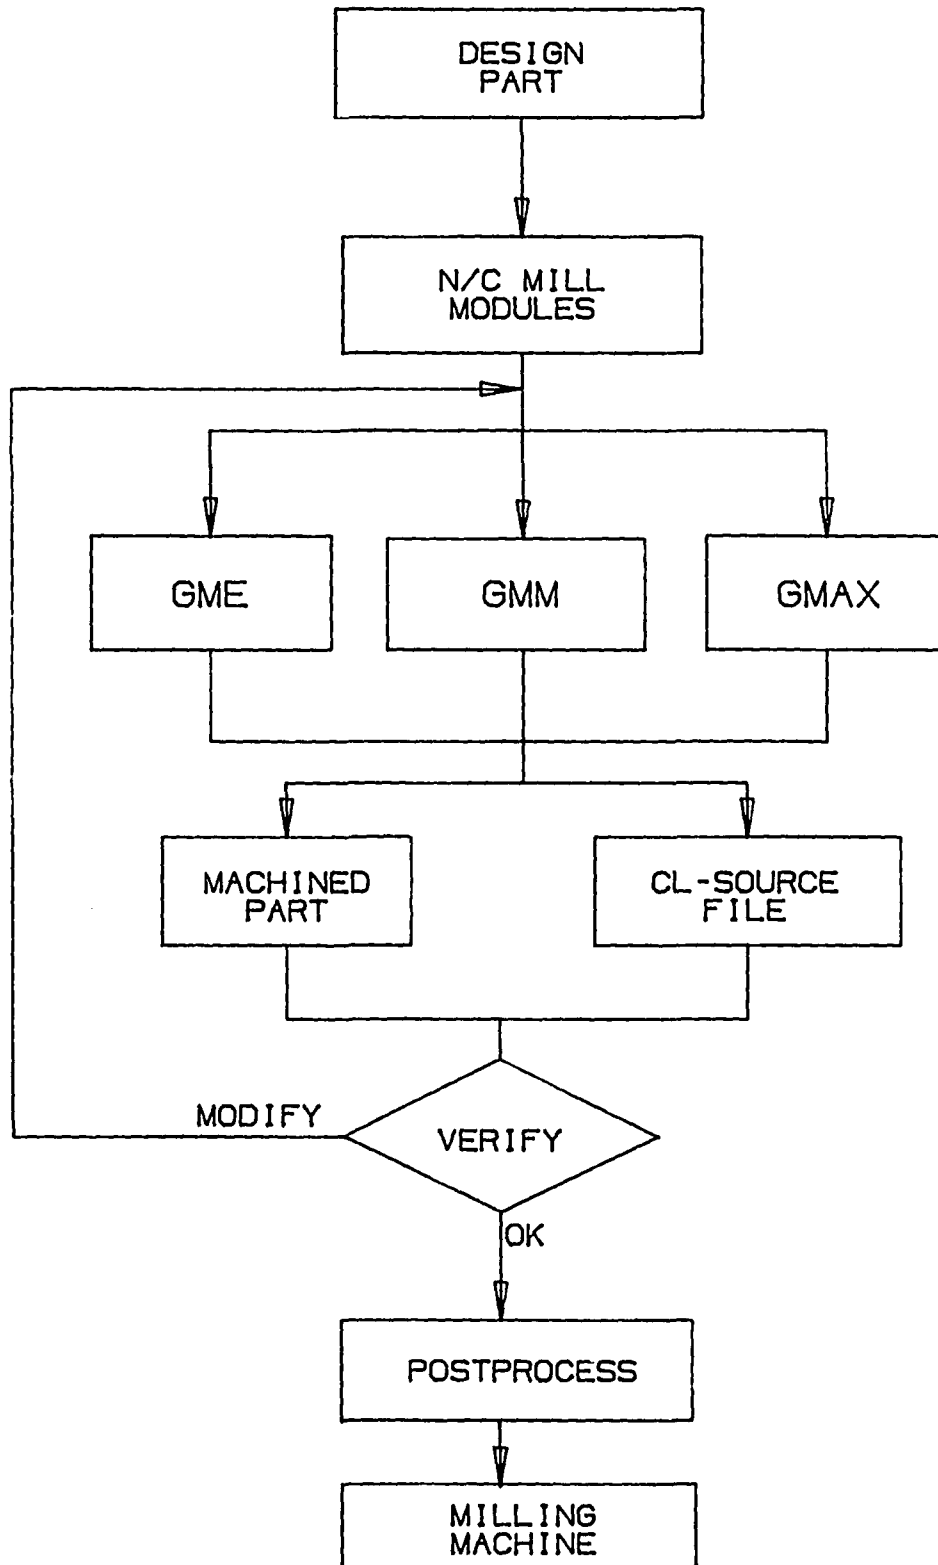 DESIGN
PART
N/C MILL
MODULES
GME
GMM
GMAX
MACHINED
PART
CL-SOURCE
FILE
MODIFY
VERIFY
OK
POSTPROCESS
MILLING
MACHINE